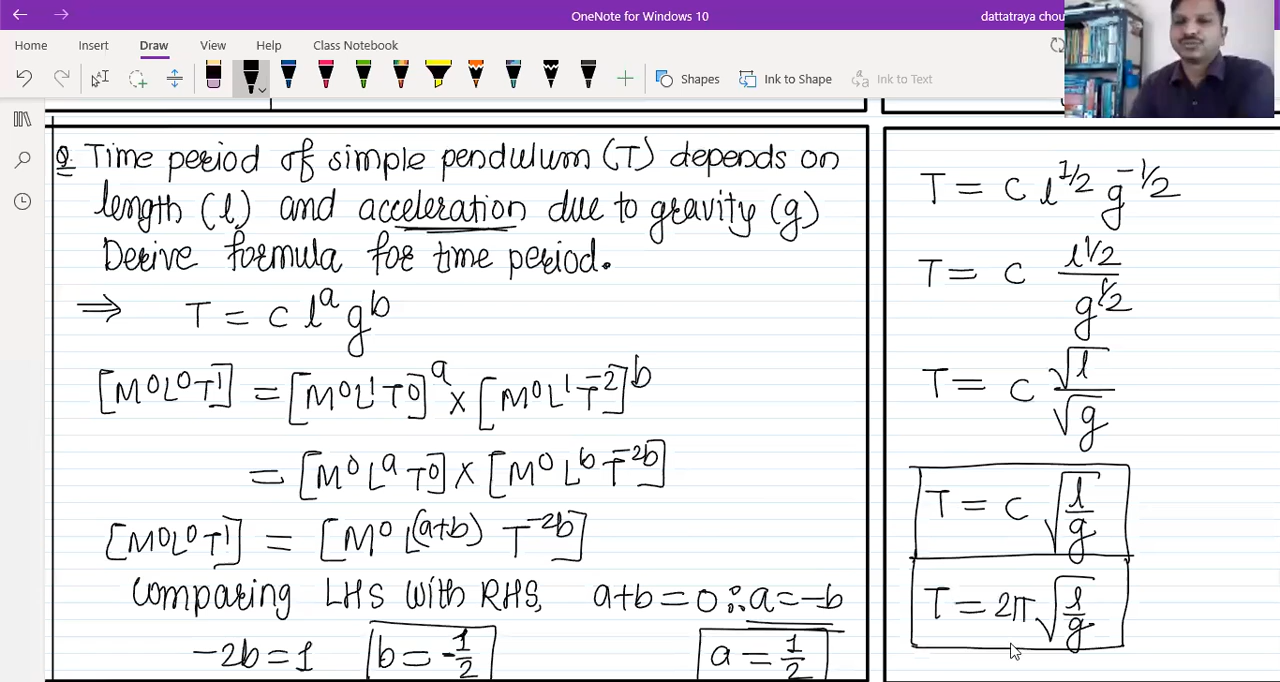 OneNote for Windows 10
dattatraya chou
Home Insert Draw View Help Class Notebook
Shapes Ink to Shape Ink to Text
Q. Time period of simple pendulum (T) depends on
length (l) and acceleration due to gravity (g)
Derive formula for time period.
⇒ T = c l^a g^b
[M⁰L⁰T¹] = [M⁰L¹T⁰]^a × [M⁰L¹T⁻²]^b
= [M⁰ L^a T⁰] × [M⁰ L^b T^-2b]
[M⁰L⁰T¹] = [M⁰ L^(a+b) T^-2b]
Comparing LHS with RHS, a+b=0 ∴ a=-b
-2b=1 b=-1/2 a=1/2
T = c l^1/2 g^-1/2
T = c l^1/2 / g^1/2
T = c √l / √g
T = c √(l/g)
T = 2π √(l/g)